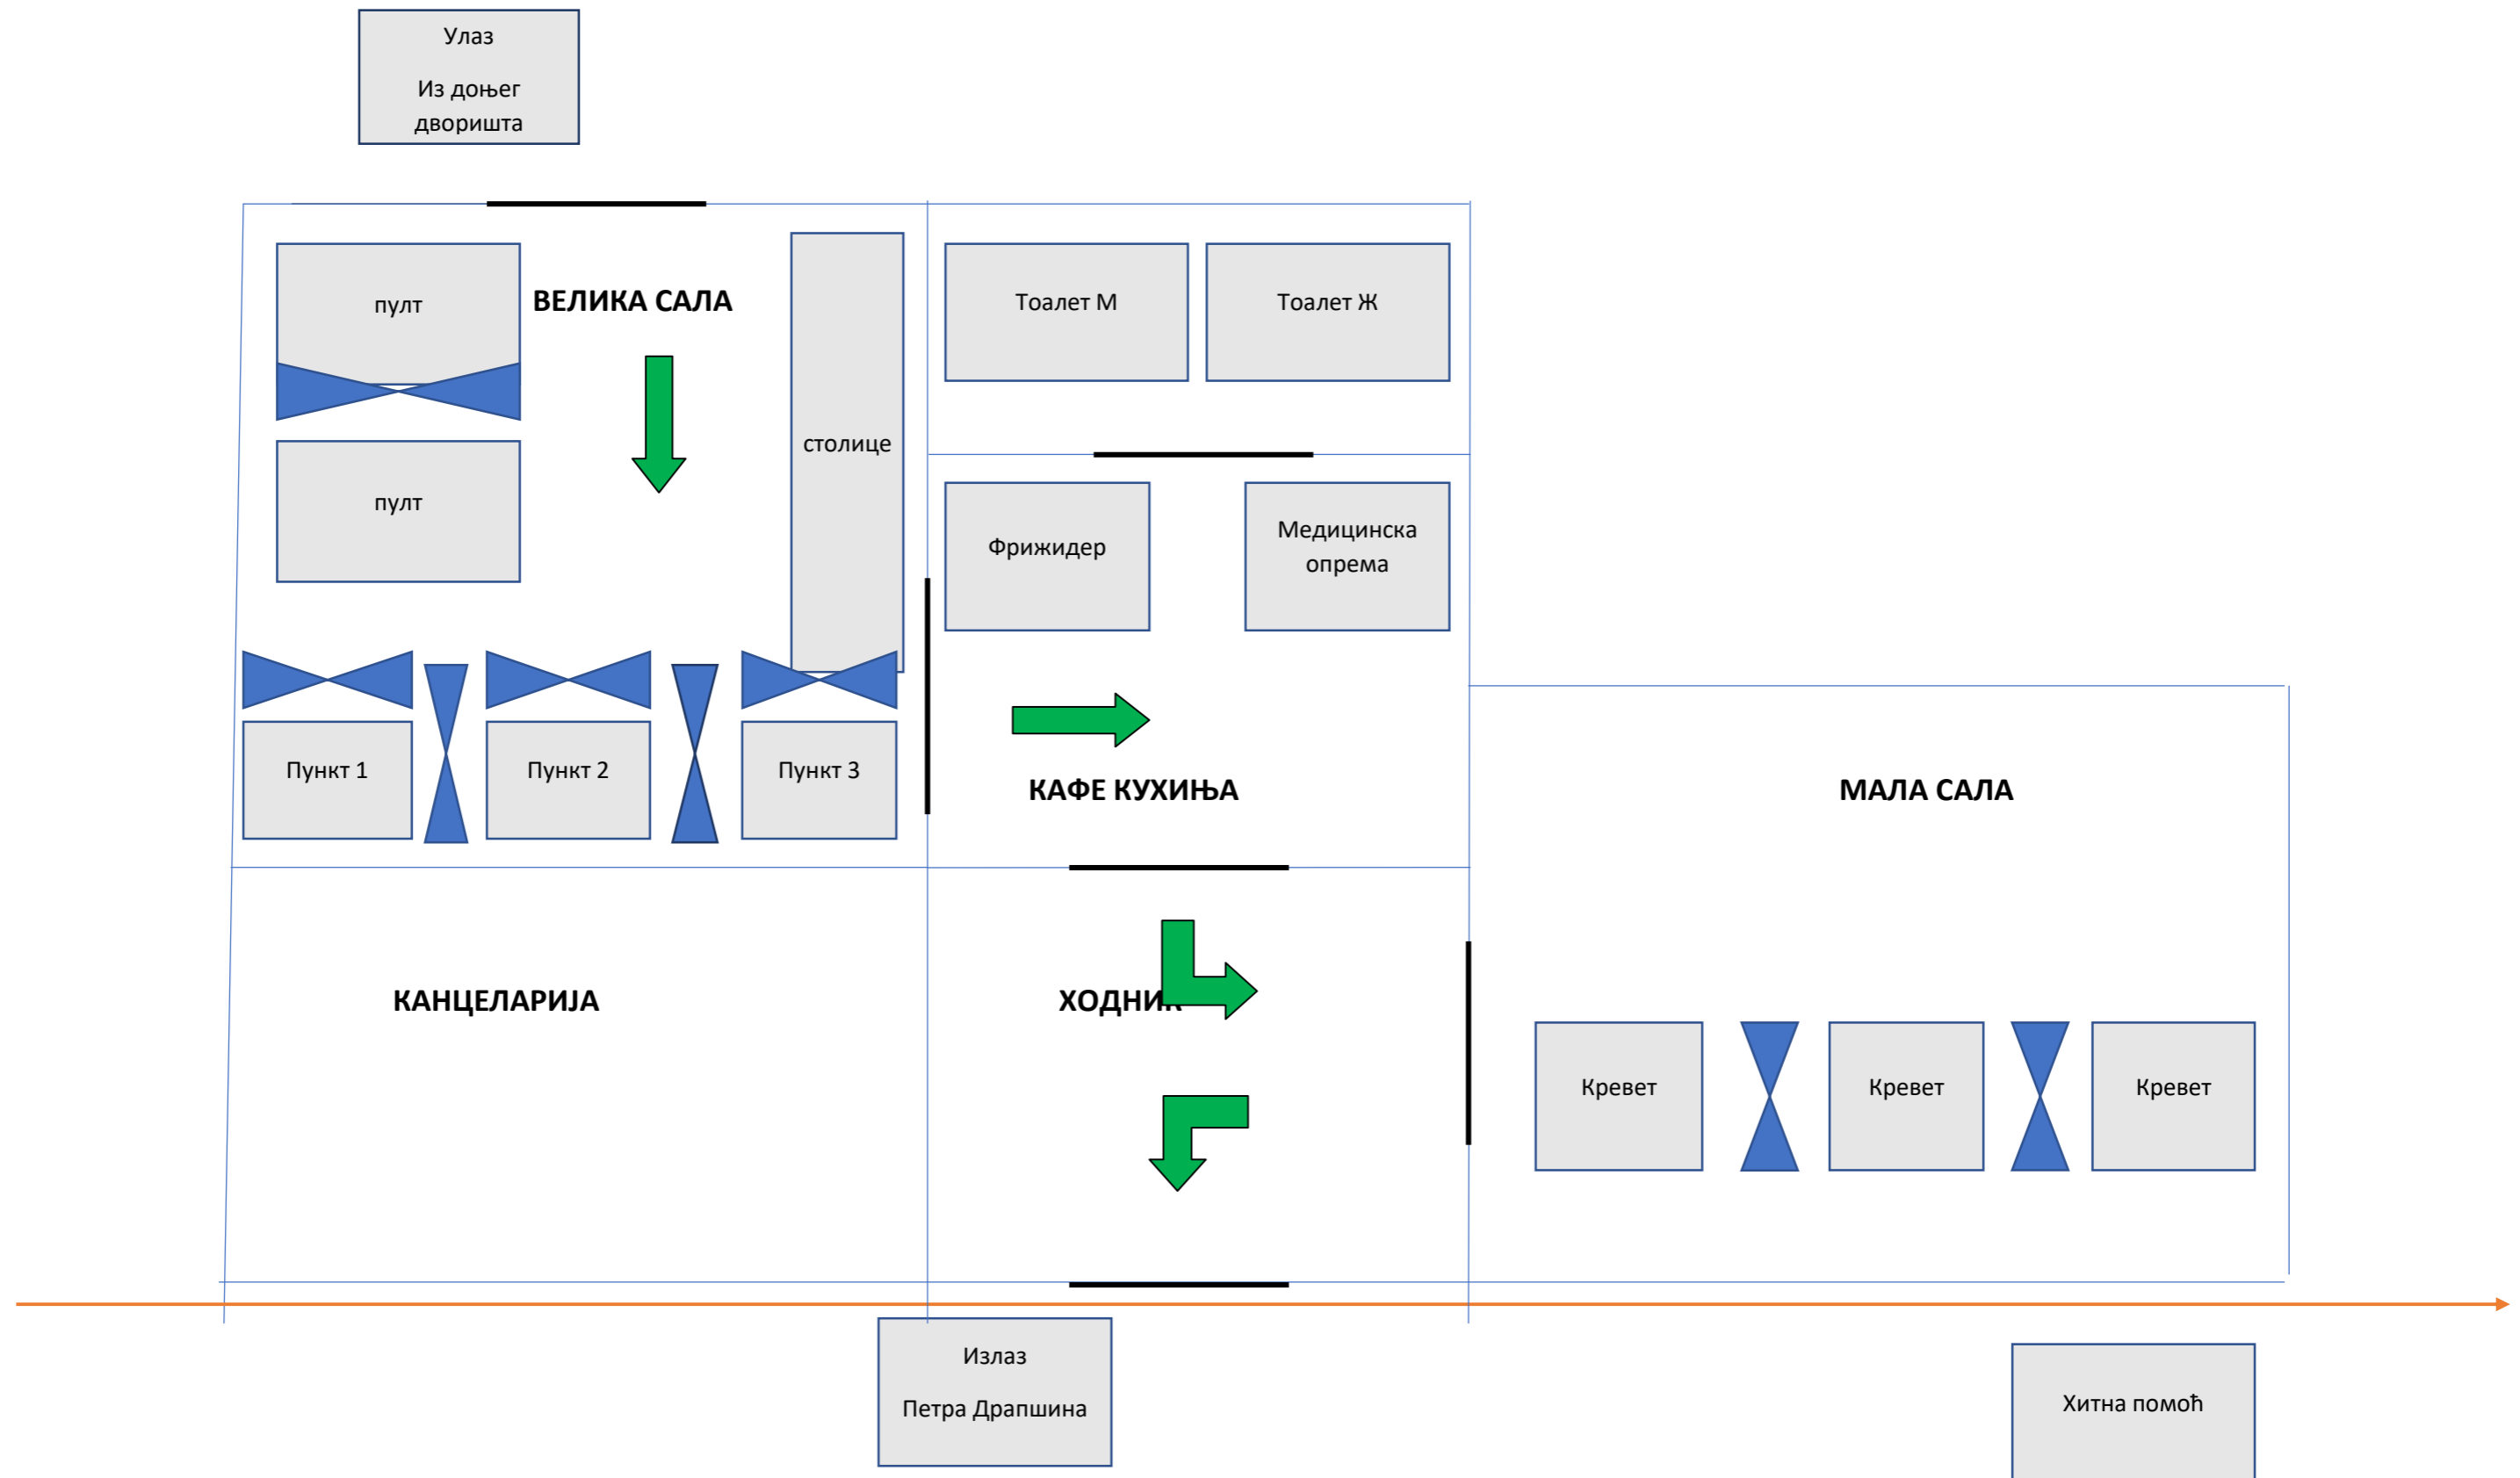 Улаз
Из доњег
дворишта
пулт
ВЕЛИКА САЛА
столице
Тоалет М
Тоалет Ж
пулт
Фрижидер
Медицинска
опрема
Пункт 1
Пункт 2
Пункт 3
КАФЕ КУХИЊА
МАЛА САЛА
КАНЦЕЛАРИЈА
ХОДНИК
Кревет
Кревет
Кревет
Излаз
Петра Драпшина
Хитна помоћ